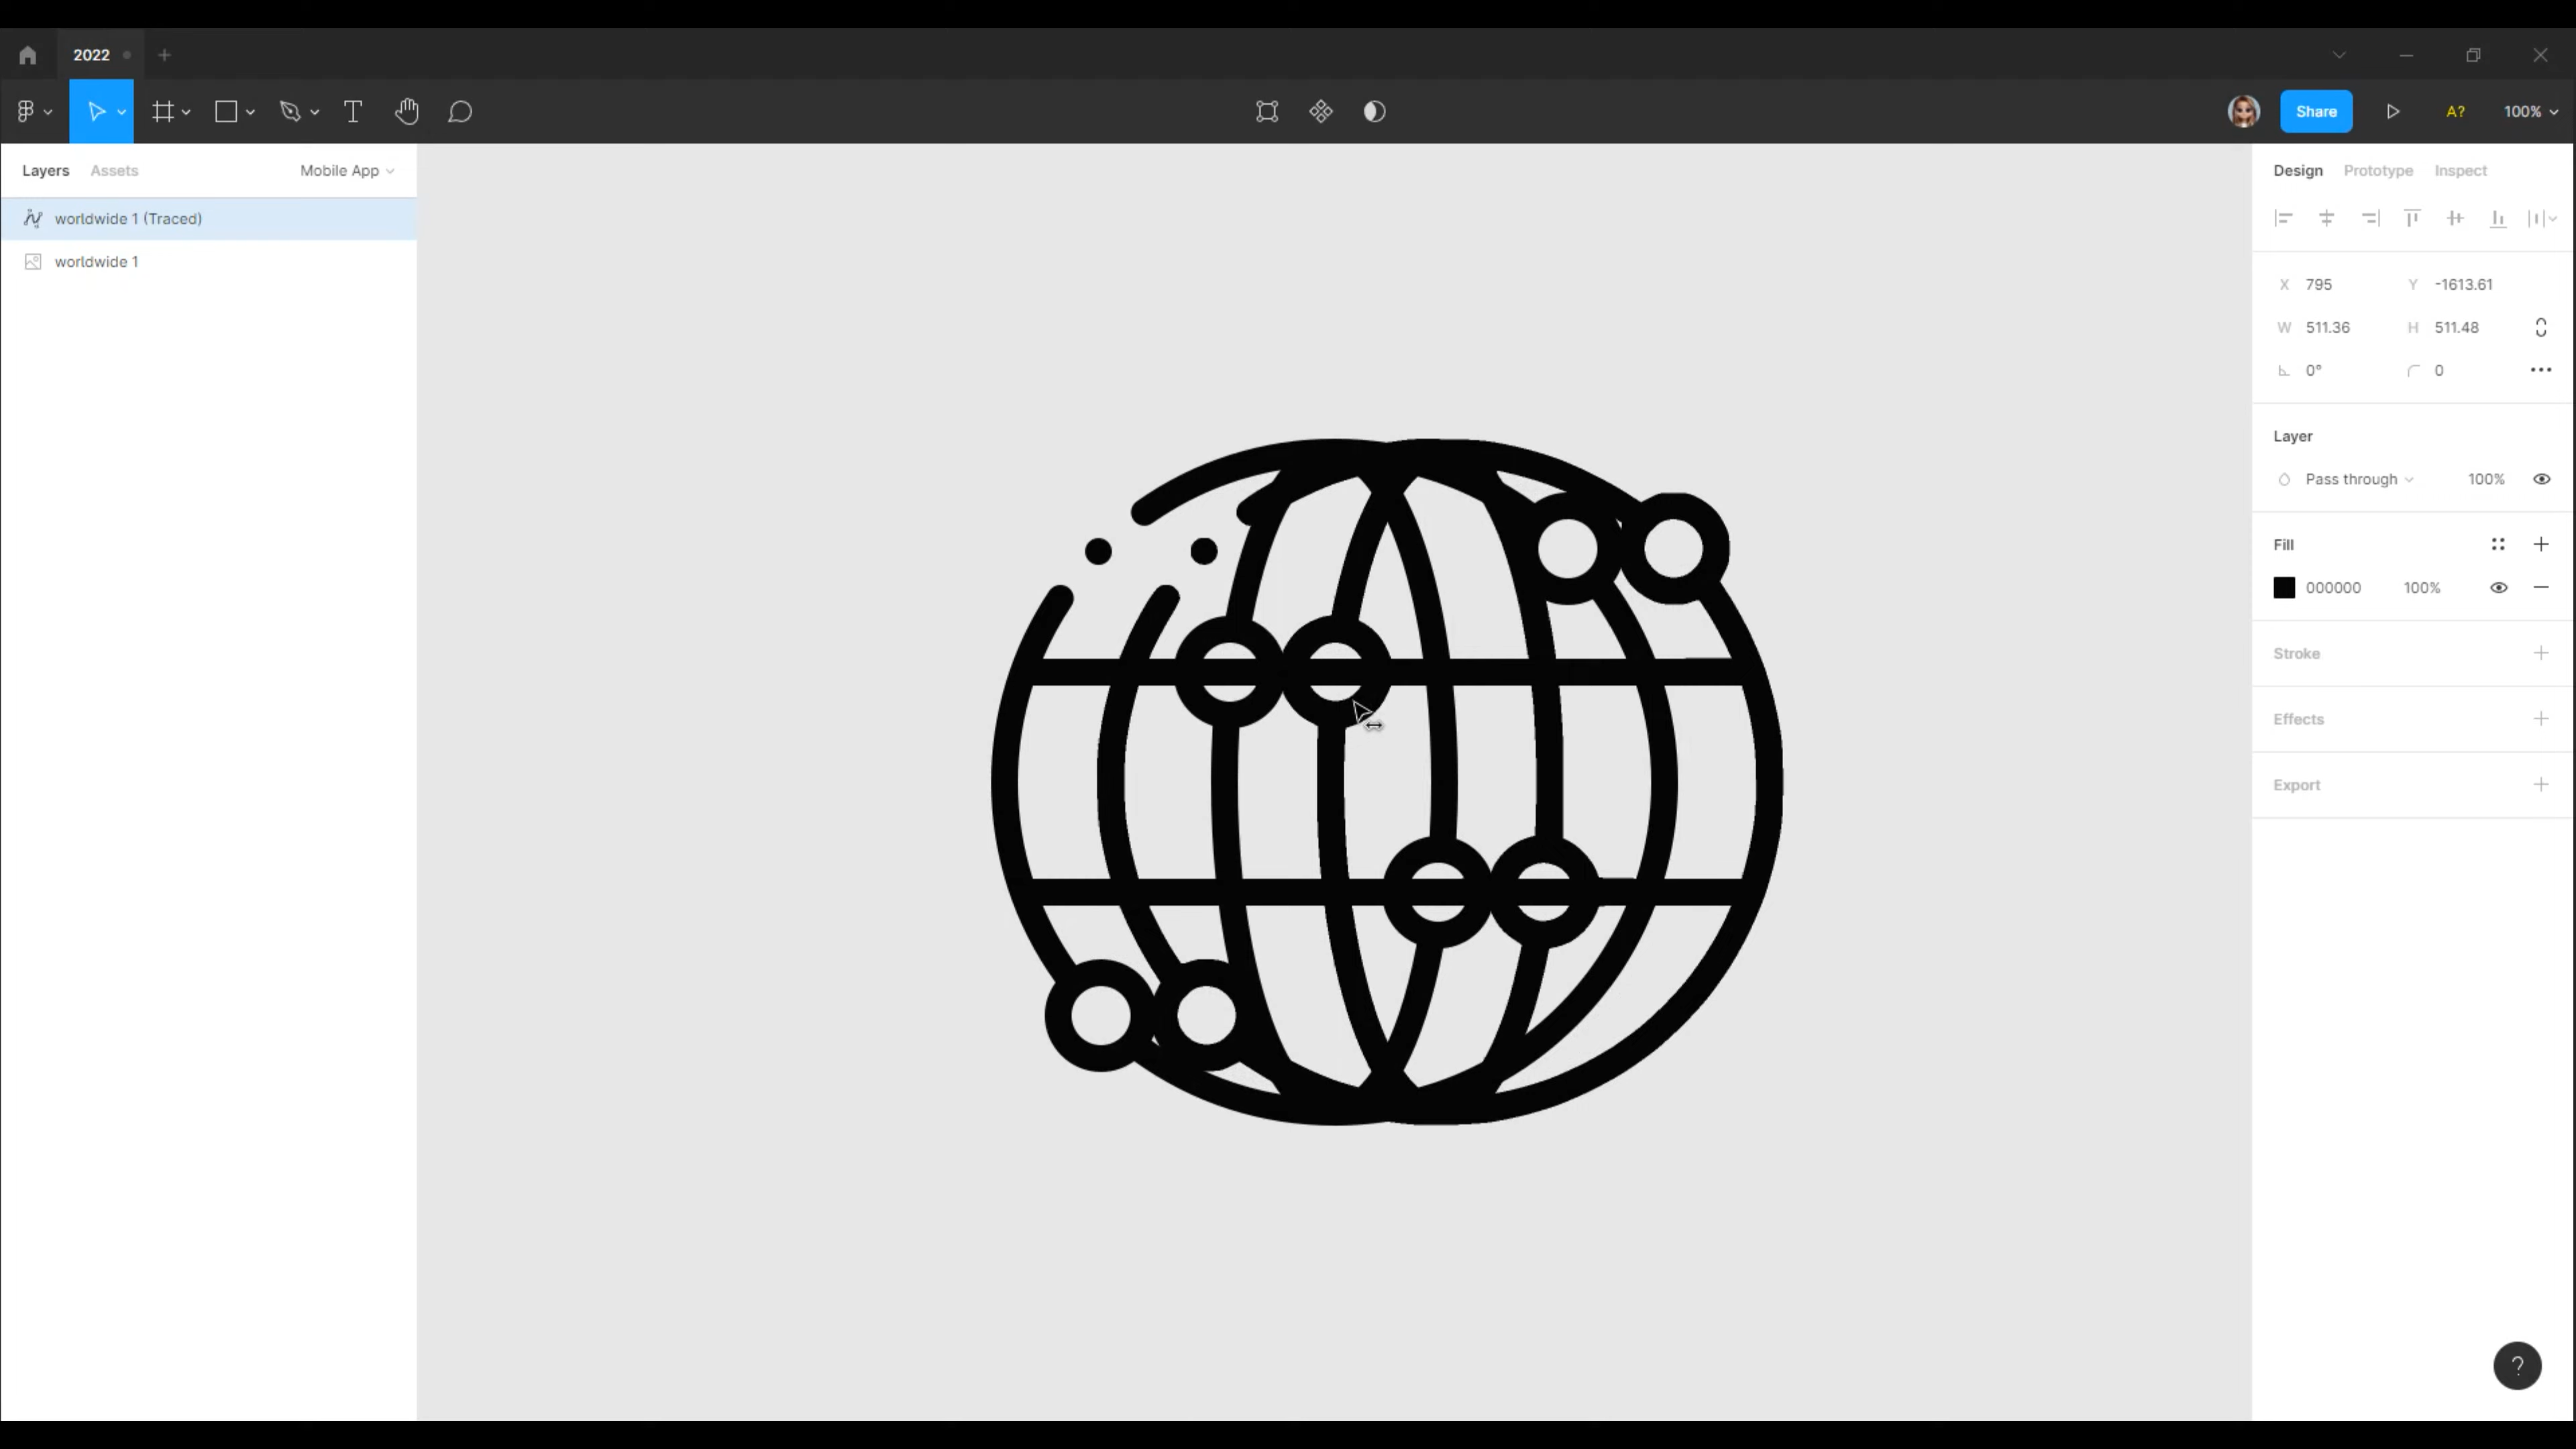 2022
Share
A?
100%
Layers
Assets
Mobile App
Design
Prototype
Inspect
worldwide 1 (Traced)
worldwide 1
X 795
Y -1613.61
W 511.36
H 511.48
0°
0
Layer
Pass through
100%
Fill
000000
100%
Stroke
Effects
Export
?